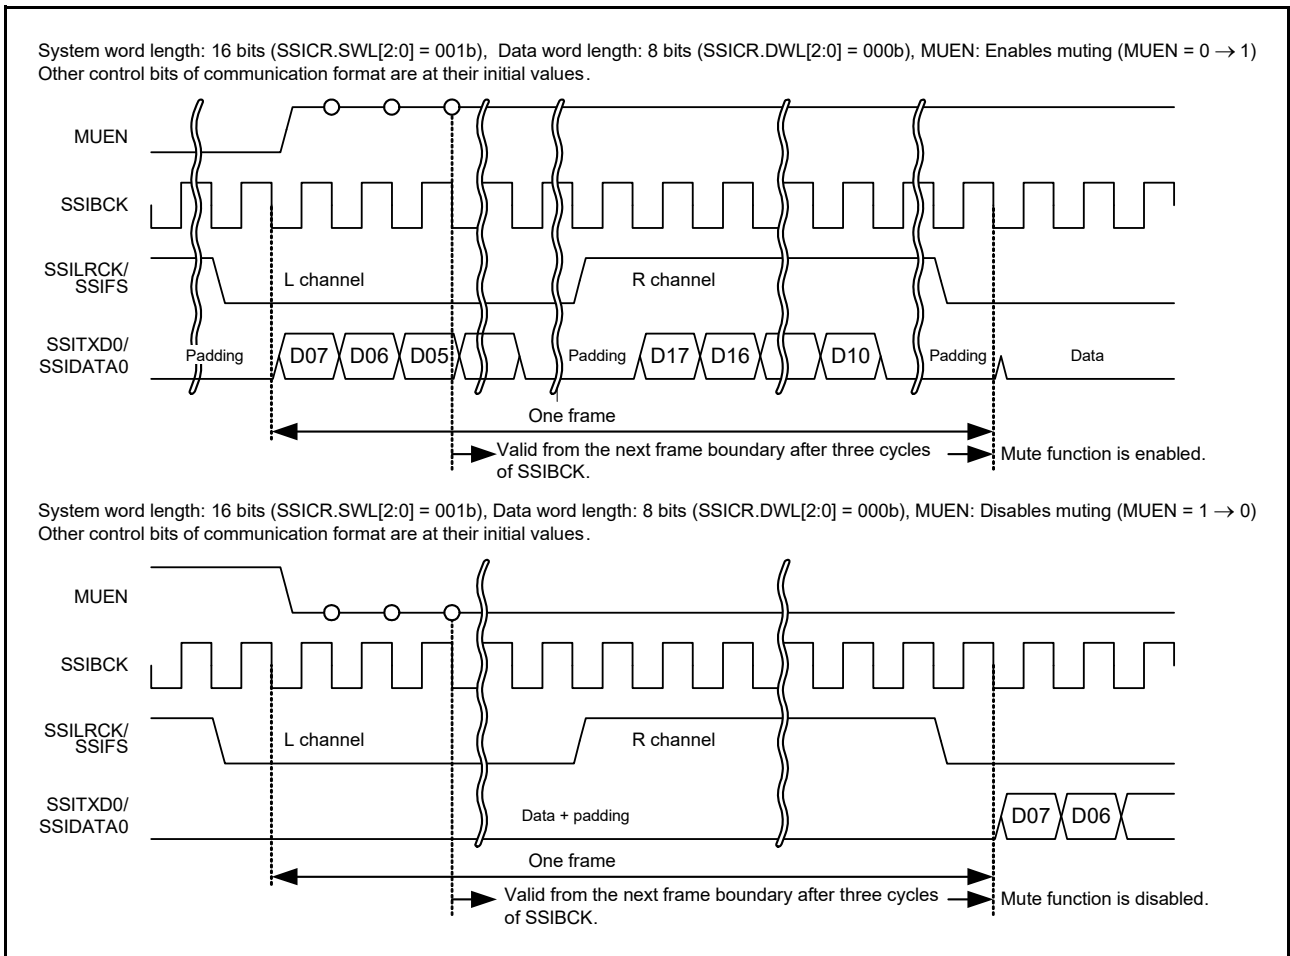 System word length: 16 bits (SSICR.SWL[2:0] = 001b), Data word length: 8 bits (SSICR.DWL[2:0] = 000b), MUEN: Enables muting (MUEN = 0 → 1)
Other control bits of communication format are at their initial values.
MUEN
SSIBCK
SSILRCK/
SSIFS
L channel
R channel
SSITXD0/
SSIDATA0
Padding
D07
D06
D05
Padding
D17
D16
D10
Padding
Data
One frame
Valid from the next frame boundary after three cycles
of SSIBCK.
Mute function is enabled.
System word length: 16 bits (SSICR.SWL[2:0] = 001b), Data word length: 8 bits (SSICR.DWL[2:0] = 000b), MUEN: Disables muting (MUEN = 1 → 0)
Other control bits of communication format are at their initial values.
MUEN
SSIBCK
SSILRCK/
SSIFS
L channel
R channel
SSITXD0/
SSIDATA0
Data + padding
D07
D06
One frame
Valid from the next frame boundary after three cycles
of SSIBCK.
Mute function is disabled.